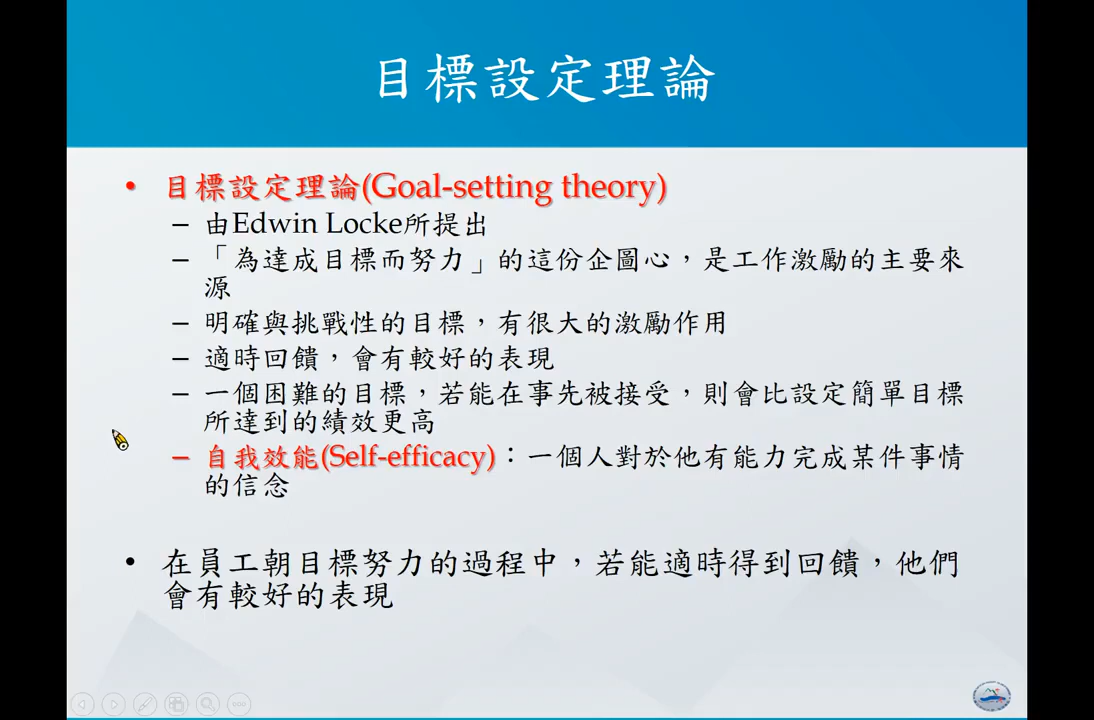 目標設定理論
• 目標設定理論(Goal-setting theory)
– 由Edwin Locke所提出
– 「為達成目標而努力」的這份企圖心，是工作激勵的主要來
源
– 明確與挑戰性的目標，有很大的激勵作用
– 適時回饋，會有較好的表現
– 一個困難的目標，若能在事先被接受，則會比設定簡單目標
所達到的績效更高
– 自我效能(Self-efficacy)：一個人對於他有能力完成某件事情
的信念
• 在員工朝目標努力的過程中，若能適時得到回饋，他們
會有較好的表現